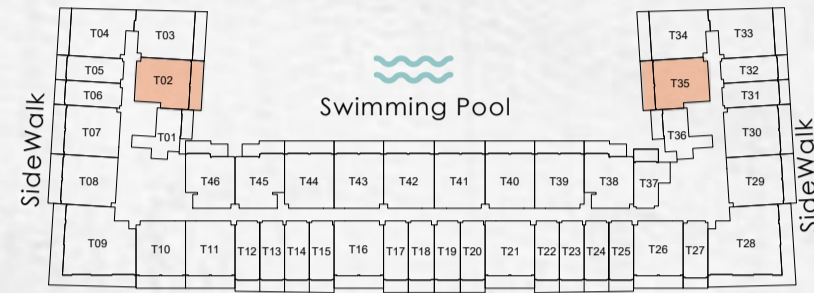 T04 T03 T34 T33
T05 T02 T35 T32
T06 T31
Swimming Pool
SideWalk T07 T01 T36 T30 SideWalk
T08 T46 T45 T44 T43 T42 T41 T40 T39 T38 T37 T29
T09 T10 T11 T12 T13 T14 T15 T16 T17 T18 T19 T20 T21 T22 T23 T24 T25 T26 T27 T28